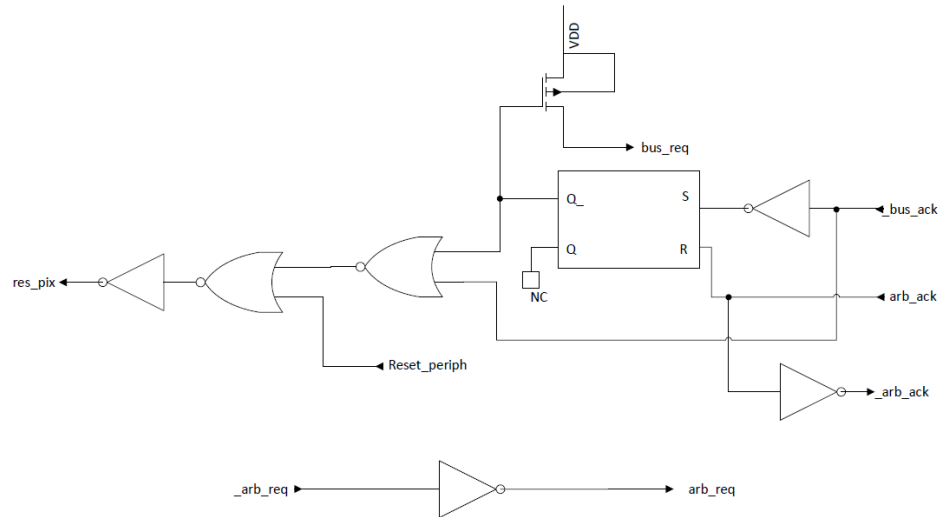 VDD
bus_req
Q_
S
_bus_ack
Q
R
NC
res_pix
arb_ack
Reset_periph
_arb_ack
_arb_req
arb_req